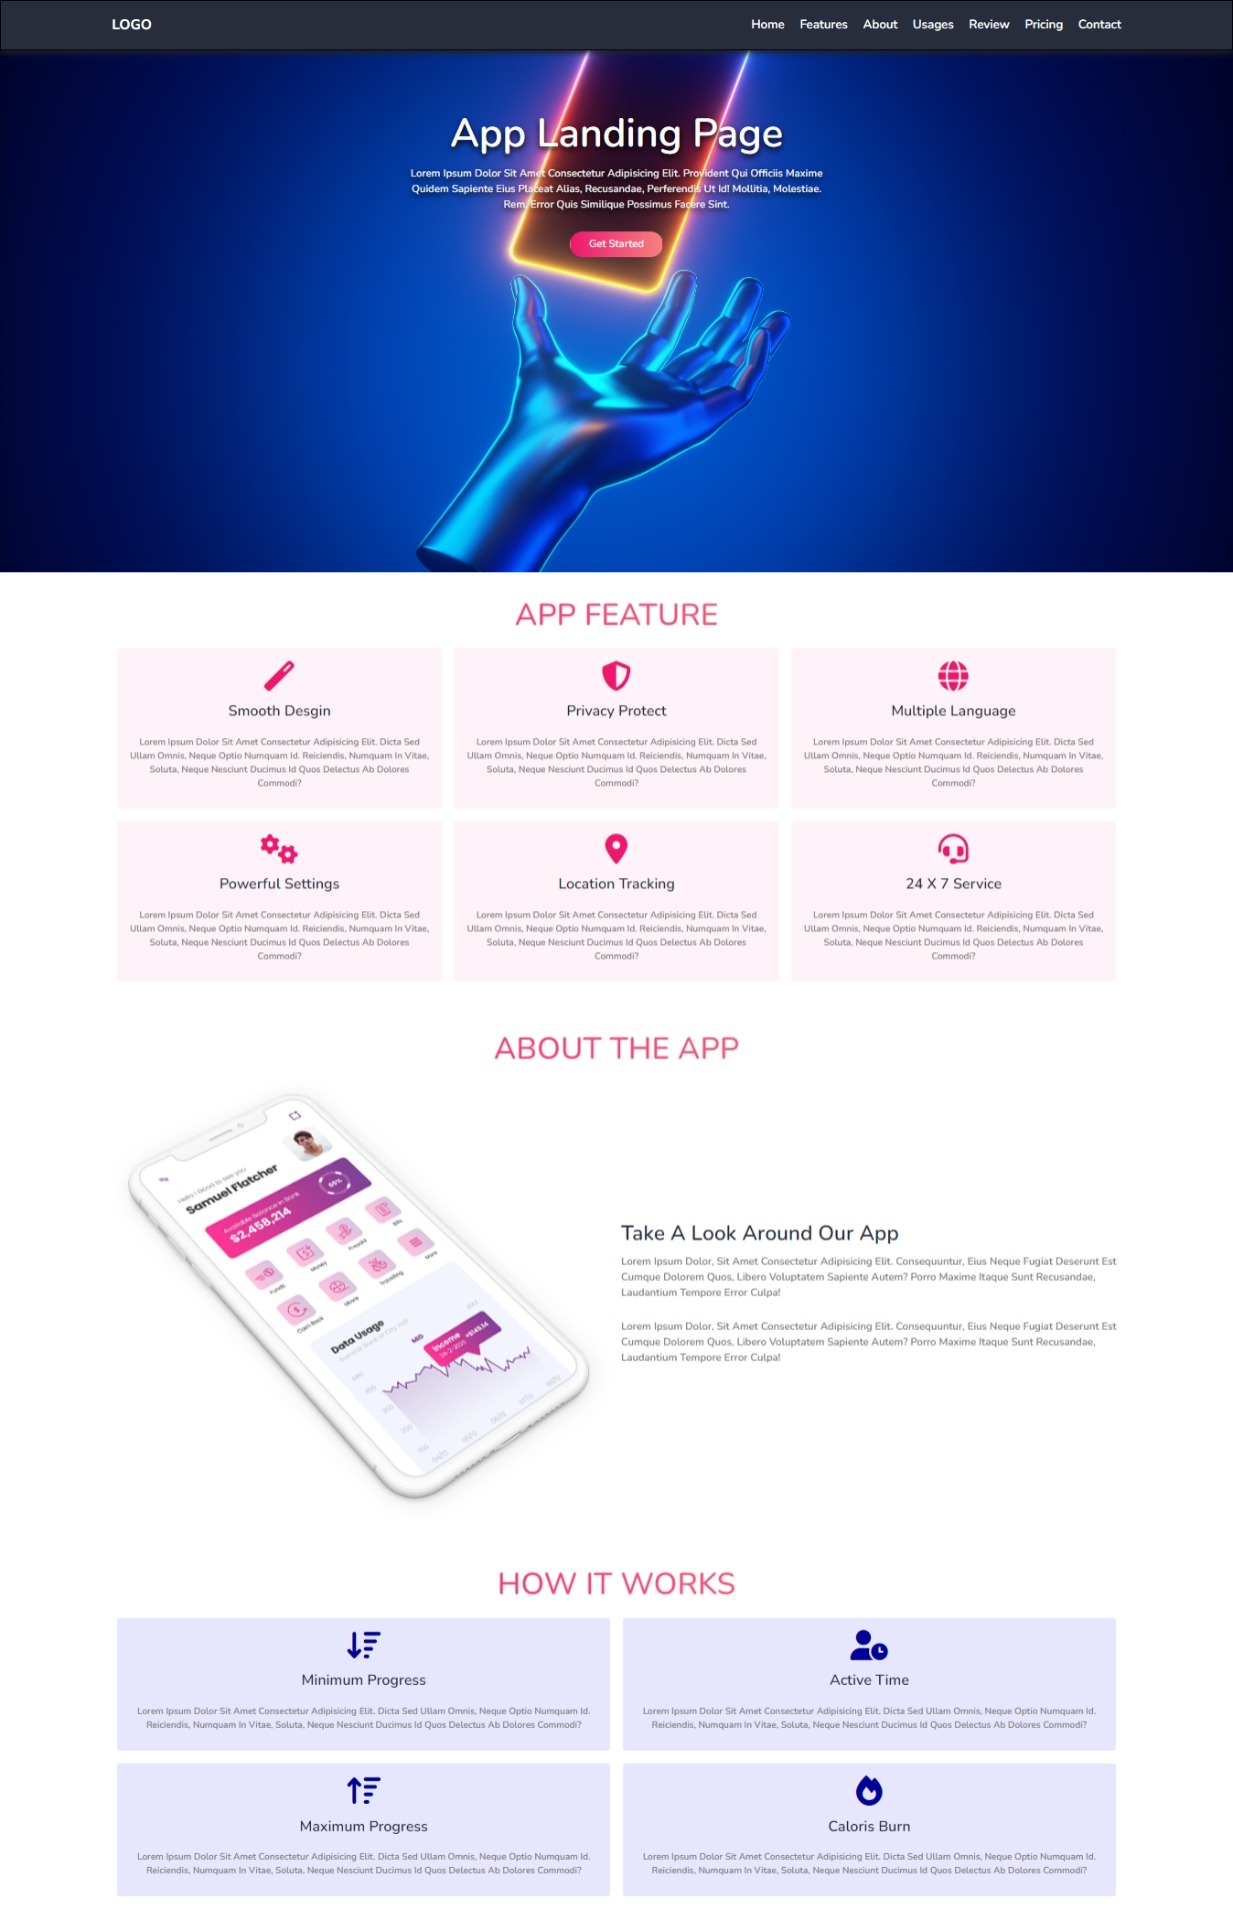 LOGO
Home Features About Usages Review Pricing Contact
App Landing Page
Lorem Ipsum Dolor Sit Amet Consectetur Adipisicing Elit. Provident Qui Officiis Maxime
Quidem Sapiente Eius Placeat Alias, Recusandae, Perferendis Ut Id! Mollitia, Molestiae.
Rem, Error Quis Similique Possimus Facere Sint.
Get Started
APP FEATURE
Smooth Desgin
Lorem Ipsum Dolor Sit Amet Consectetur Adipisicing Elit. Dicta Sed
Ullam Omnis, Neque Optio Numquam Id. Reiciendis, Numquam In Vitae,
Soluta, Neque Nesciunt Ducimus Id Quos Delectus Ab Dolores
Commodi?
Privacy Protect
Lorem Ipsum Dolor Sit Amet Consectetur Adipisicing Elit. Dicta Sed
Ullam Omnis, Neque Optio Numquam Id. Reiciendis, Numquam In Vitae,
Soluta, Neque Nesciunt Ducimus Id Quos Delectus Ab Dolores
Commodi?
Multiple Language
Lorem Ipsum Dolor Sit Amet Consectetur Adipisicing Elit. Dicta Sed
Ullam Omnis, Neque Optio Numquam Id. Reiciendis, Numquam In Vitae,
Soluta, Neque Nesciunt Ducimus Id Quos Delectus Ab Dolores
Commodi?
Powerful Settings
Lorem Ipsum Dolor Sit Amet Consectetur Adipisicing Elit. Dicta Sed
Ullam Omnis, Neque Optio Numquam Id. Reiciendis, Numquam In Vitae,
Soluta, Neque Nesciunt Ducimus Id Quos Delectus Ab Dolores
Commodi?
Location Tracking
Lorem Ipsum Dolor Sit Amet Consectetur Adipisicing Elit. Dicta Sed
Ullam Omnis, Neque Optio Numquam Id. Reiciendis, Numquam In Vitae,
Soluta, Neque Nesciunt Ducimus Id Quos Delectus Ab Dolores
Commodi?
24 X 7 Service
Lorem Ipsum Dolor Sit Amet Consectetur Adipisicing Elit. Dicta Sed
Ullam Omnis, Neque Optio Numquam Id. Reiciendis, Numquam In Vitae,
Soluta, Neque Nesciunt Ducimus Id Quos Delectus Ab Dolores
Commodi?
ABOUT THE APP
Hello ! Good to see you
Samuel Flatcher
Available Balance in Bank
$2,458,214
65%
Funds
Money
Prepaid
Bills
Cash Back
Movie
Travelling
More
Data Usage
MB
Income
+$145.14
Take A Look Around Our App
Lorem Ipsum Dolor, Sit Amet Consectetur Adipisicing Elit. Consequuntur, Eius Neque Fugiat Deserunt Est
Cumque Dolorem Quos, Libero Voluptatem Sapiente Autem? Porro Maxime Itaque Sunt Recusandae,
Laudantium Tempore Error Culpa!
Lorem Ipsum Dolor, Sit Amet Consectetur Adipisicing Elit. Consequuntur, Eius Neque Fugiat Deserunt Est
Cumque Dolorem Quos, Libero Voluptatem Sapiente Autem? Porro Maxime Itaque Sunt Recusandae,
Laudantium Tempore Error Culpa!
HOW IT WORKS
Minimum Progress
Lorem Ipsum Dolor Sit Amet Consectetur Adipisicing Elit. Dicta Sed Ullam Omnis, Neque Optio Numquam Id.
Reiciendis, Numquam In Vitae, Soluta, Neque Nesciunt Ducimus Id Quos Delectus Ab Dolores Commodi?
Active Time
Lorem Ipsum Dolor Sit Amet Consectetur Adipisicing Elit. Dicta Sed Ullam Omnis, Neque Optio Numquam Id.
Reiciendis, Numquam In Vitae, Soluta, Neque Nesciunt Ducimus Id Quos Delectus Ab Dolores Commodi?
Maximum Progress
Lorem Ipsum Dolor Sit Amet Consectetur Adipisicing Elit. Dicta Sed Ullam Omnis, Neque Optio Numquam Id.
Reiciendis, Numquam In Vitae, Soluta, Neque Nesciunt Ducimus Id Quos Delectus Ab Dolores Commodi?
Caloris Burn
Lorem Ipsum Dolor Sit Amet Consectetur Adipisicing Elit. Dicta Sed Ullam Omnis, Neque Optio Numquam Id.
Reiciendis, Numquam In Vitae, Soluta, Neque Nesciunt Ducimus Id Quos Delectus Ab Dolores Commodi?